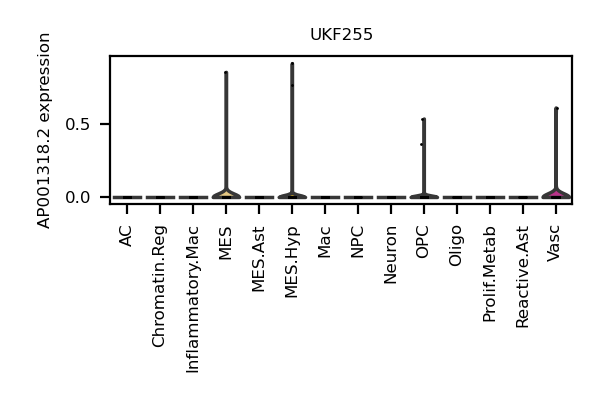 UKF255
AP001318.2 expression
0.5
0.0
AC
Chromatin.Reg
Inflammatory.Mac
MES
MES.Ast
MES.Hyp
Mac
NPC
Neuron
OPC
Oligo
Prolif.Metab
Reactive.Ast
Vasc